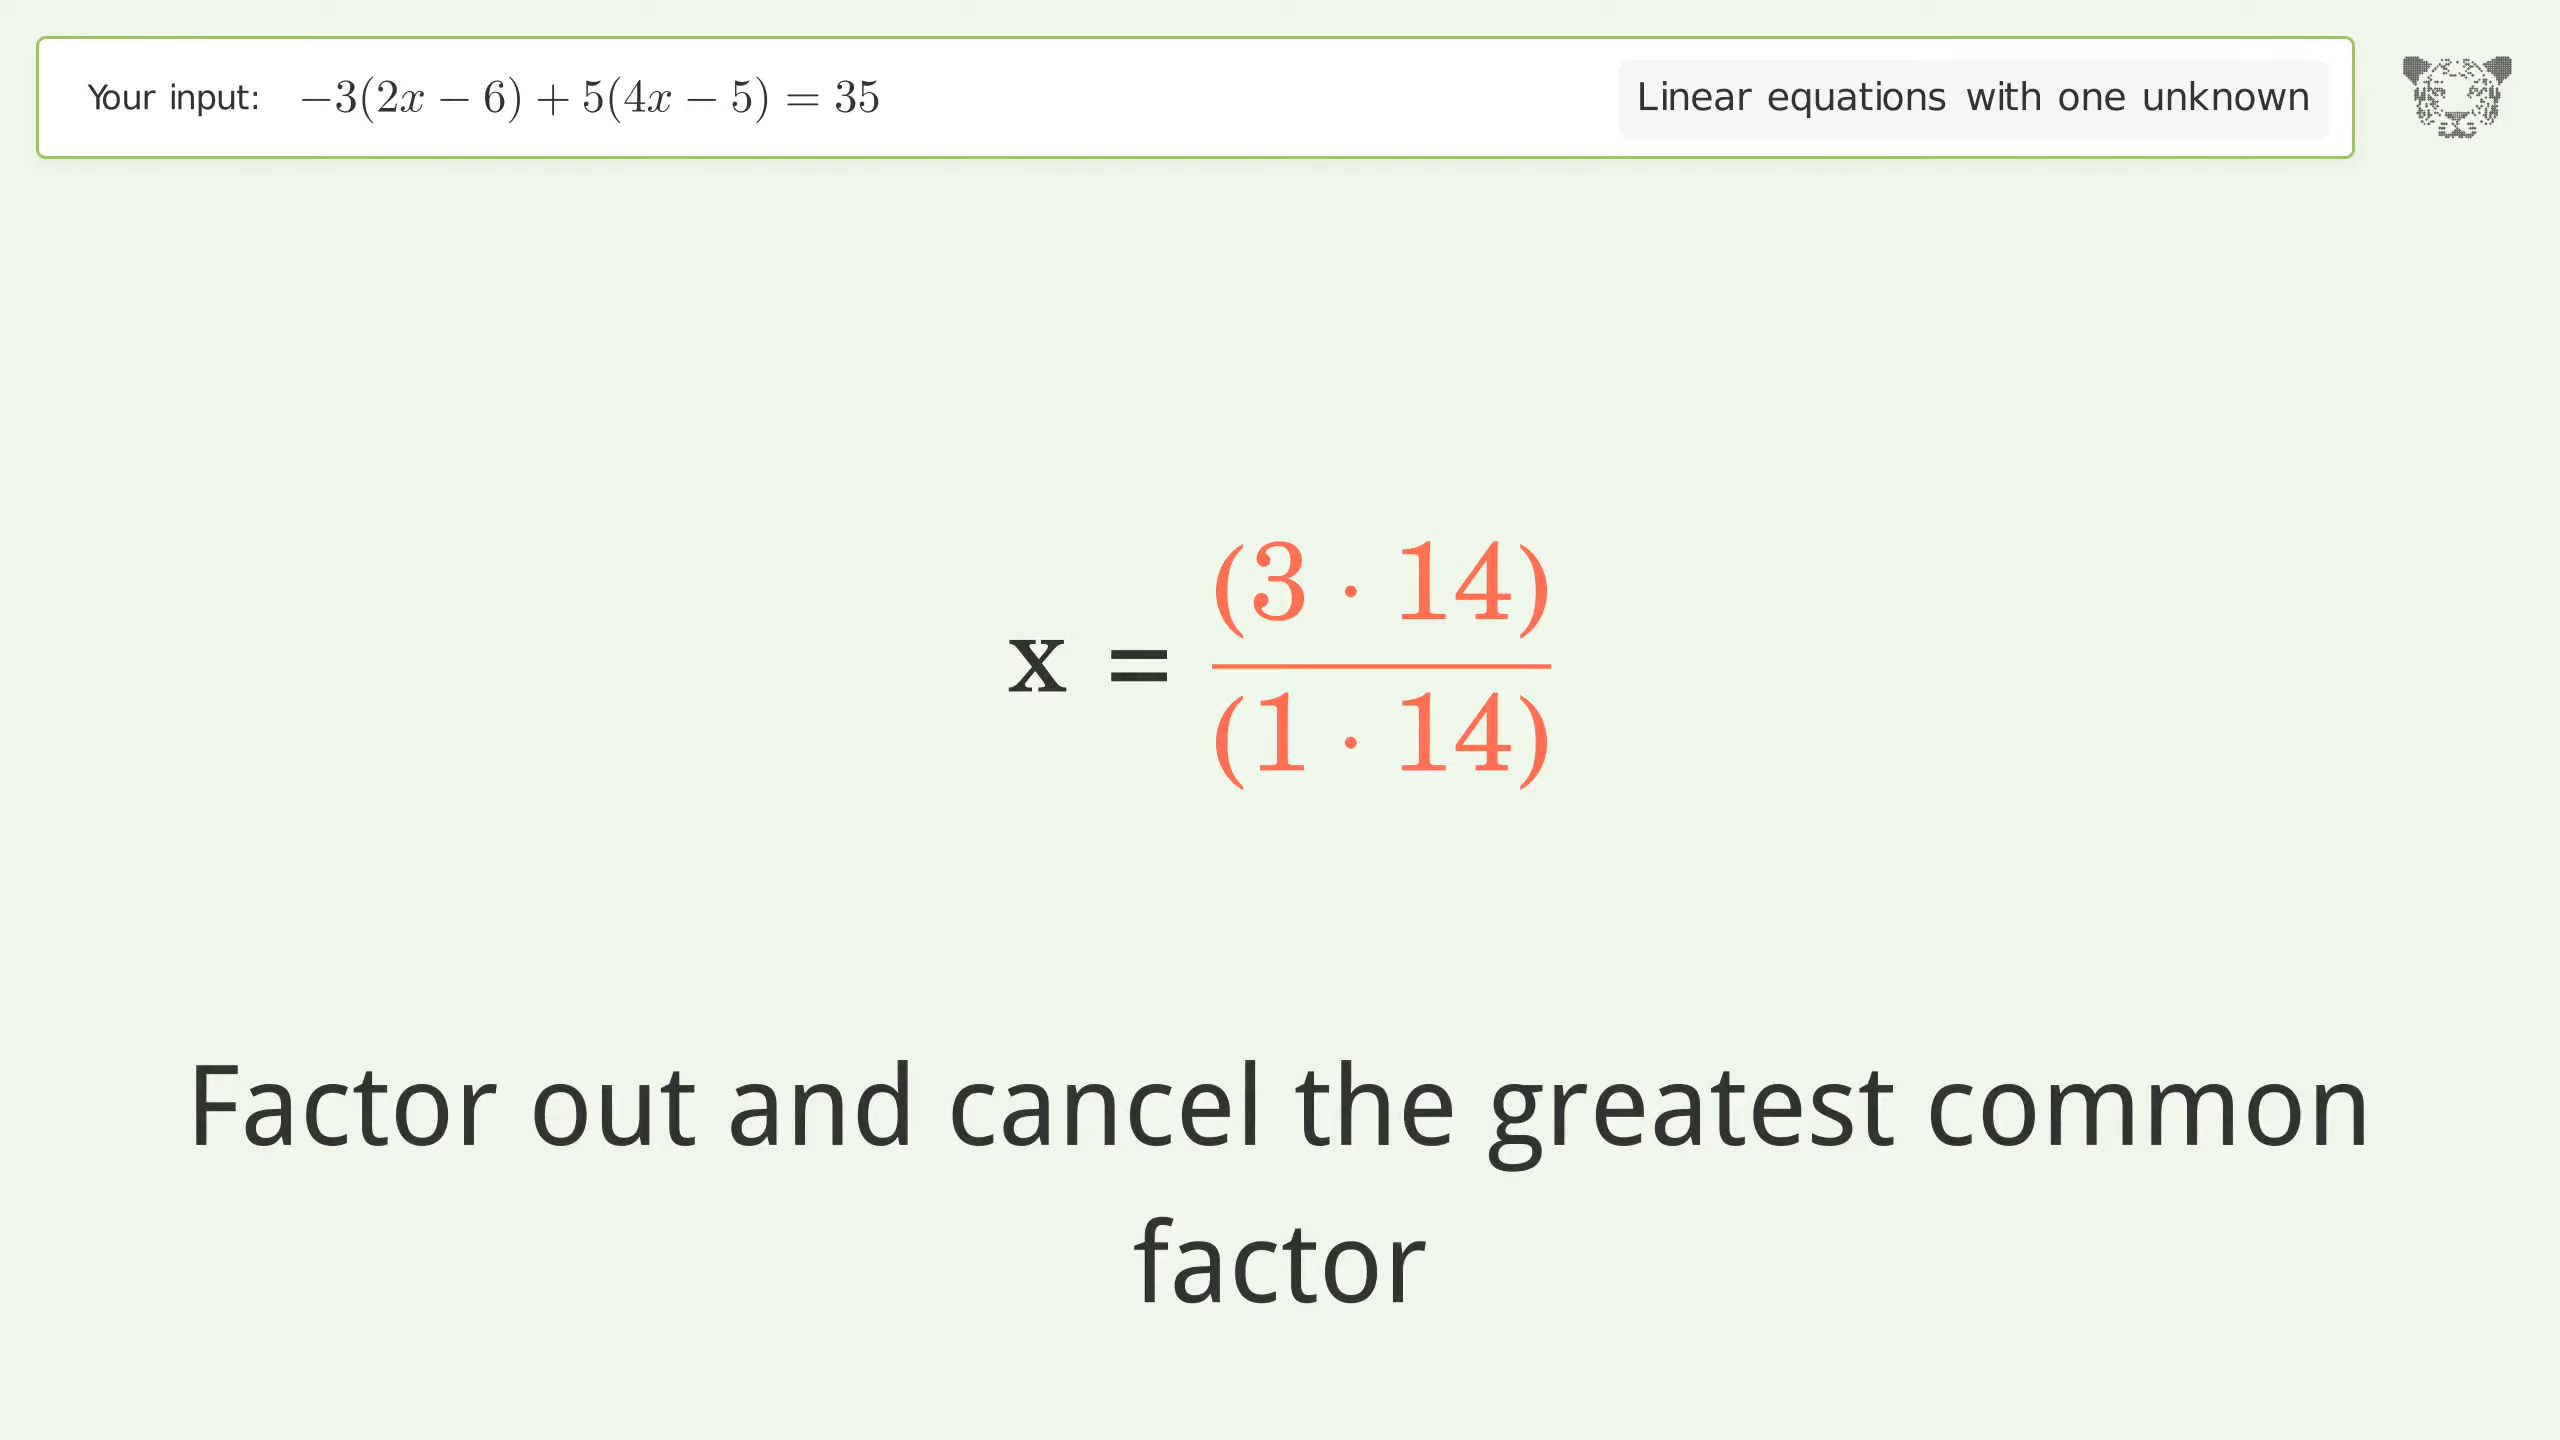 Your input: −3(2x − 6) + 5(4x − 5) = 35
Linear equations with one unknown
x = (3 · 14) / (1 · 14)
Factor out and cancel the greatest common
factor